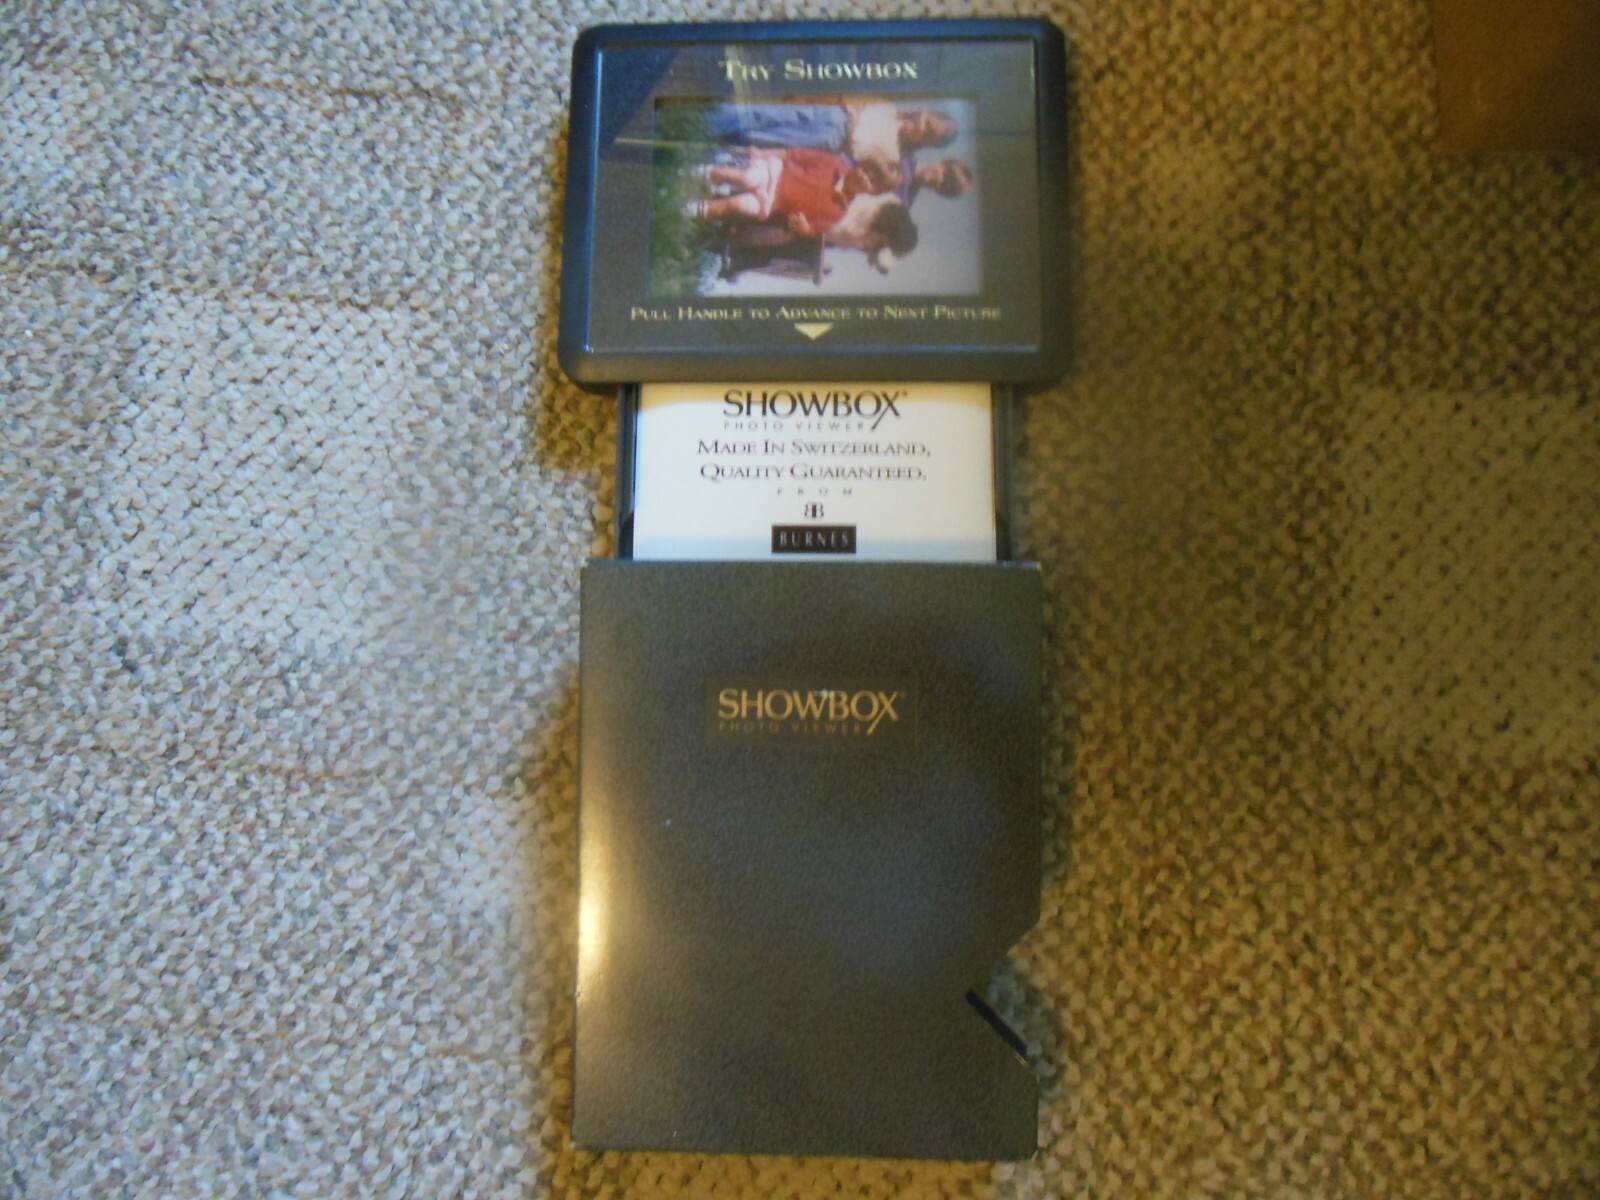 TRY SHOWBOX
PULL HANDLE TO ADVANCE TO NEXT PICTURE
SHOWBOX®
PHOTO VIEWER
MADE IN SWITZERLAND,
QUALITY GUARANTEED.
FROM
BURNES
SHOWBOX®
PHOTO VIEWER